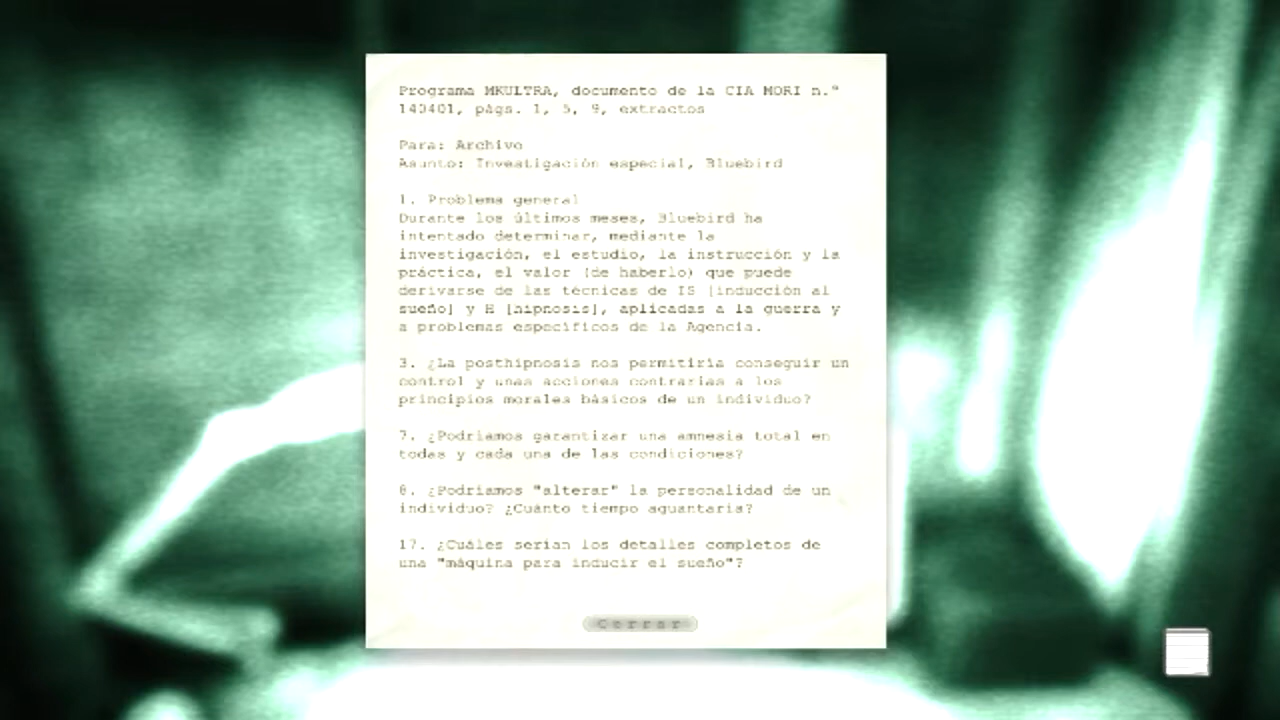 Programa MKULTRA, documento de la CIA MORI n.º
140401, págs. 1, 5, 9, extractos
Para: Archivo
Asunto: Investigación especial, Bluebird
1. Problema general
Durante los últimos meses, Bluebird ha
intentado determinar, mediante la
investigación, el estudio, la instrucción y la
práctica, el valor (de haberlo) que puede
derivarse de las técnicas de IS [inducción al
sueño] y H [hipnosis], aplicadas a la guerra y
a problemas específicos de la Agencia.
3. ¿La posthipnosis nos permitiría conseguir un
control y unas acciones contrarias a los
principios morales básicos de un individuo?
7. ¿Podríamos garantizar una amnesia total en
todas y cada una de las condiciones?
8. ¿Podríamos "alterar" la personalidad de un
individuo? ¿Cuánto tiempo aguantaría?
17. ¿Cuáles serían los detalles completos de
una "máquina para inducir el sueño"?
Cerrar